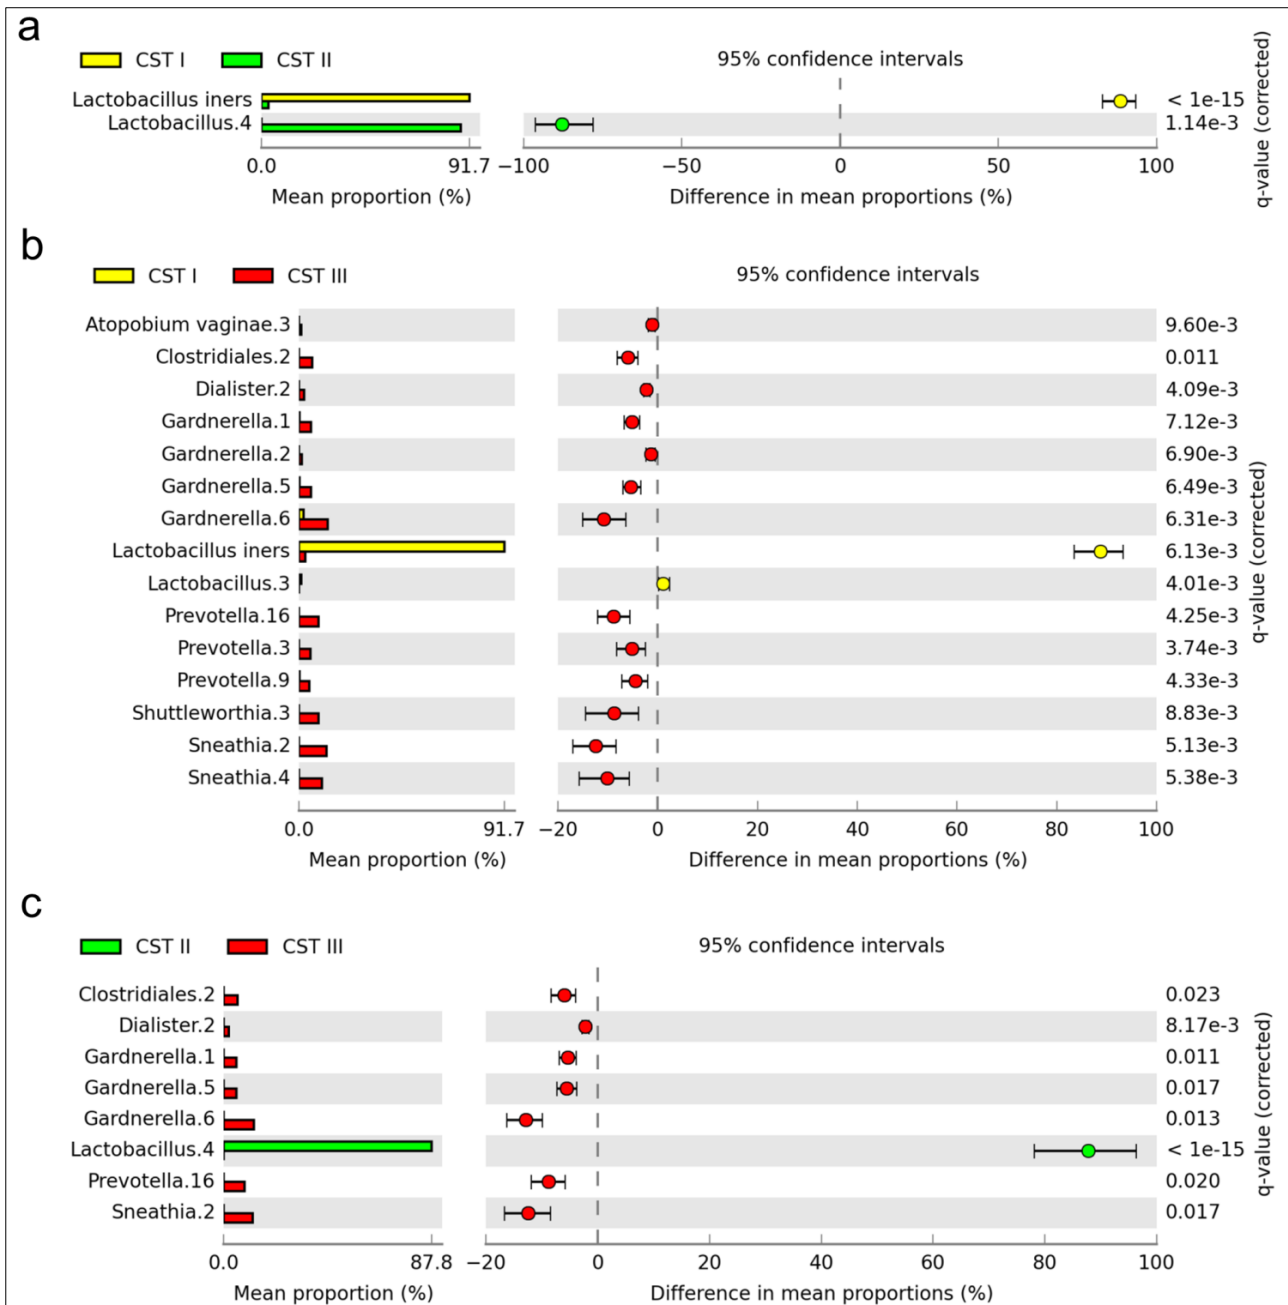 a
CST I CST II 95% confidence intervals
Lactobacillus iners < 1e-15
Lactobacillus.4 1.14e-3
0.0 91.7 −100 −50 0 50 100
Mean proportion (%) Difference in mean proportions (%)
q-value (corrected)
b
CST I CST III 95% confidence intervals
Atopobium vaginae.3 9.60e-3
Clostridiales.2 0.011
Dialister.2 4.09e-3
Gardnerella.1 7.12e-3
Gardnerella.2 6.90e-3
Gardnerella.5 6.49e-3
Gardnerella.6 6.31e-3
Lactobacillus iners 6.13e-3
Lactobacillus.3 4.01e-3
Prevotella.16 4.25e-3
Prevotella.3 3.74e-3
Prevotella.9 4.33e-3
Shuttleworthia.3 8.83e-3
Sneathia.2 5.13e-3
Sneathia.4 5.38e-3
0.0 91.7 −20 0 20 40 60 80 100
Mean proportion (%) Difference in mean proportions (%)
q-value (corrected)
c
CST II CST III 95% confidence intervals
Clostridiales.2 0.023
Dialister.2 8.17e-3
Gardnerella.1 0.011
Gardnerella.5 0.017
Gardnerella.6 0.013
Lactobacillus.4 < 1e-15
Prevotella.16 0.020
Sneathia.2 0.017
0.0 87.8 −20 0 20 40 60 80 100
Mean proportion (%) Difference in mean proportions (%)
q-value (corrected)